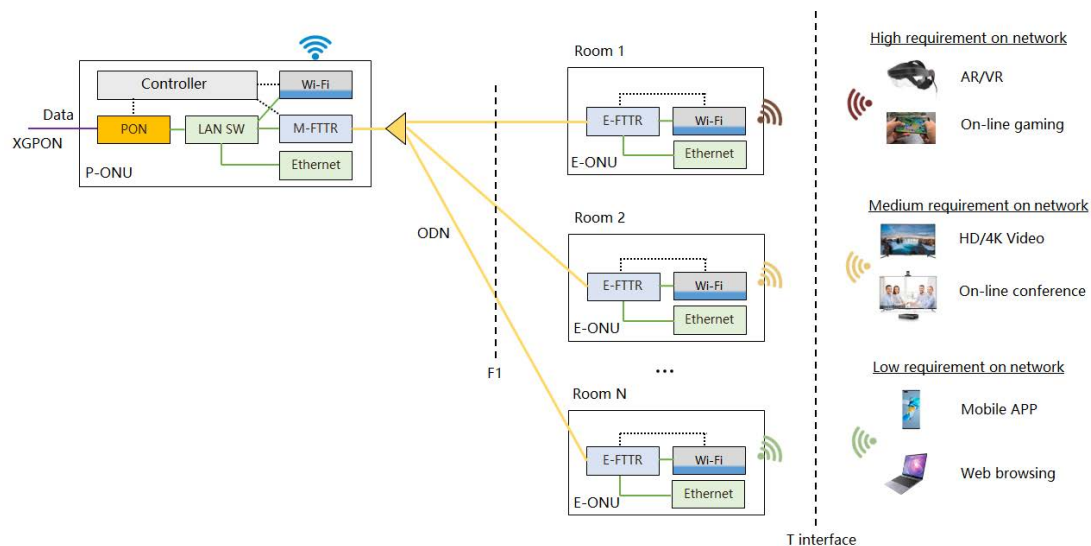 Data
XGPON
Controller
Wi-Fi
PON
LAN SW
M-FTTR
Ethernet
P-ONU
ODN
F1
Room 1
E-FTTR
Wi-Fi
Ethernet
E-ONU
Room 2
E-FTTR
Wi-Fi
Ethernet
E-ONU
...
Room N
E-FTTR
Wi-Fi
Ethernet
E-ONU
T interface
High requirement on network
AR/VR
On-line gaming
Medium requirement on network
HD/4K Video
On-line conference
Low requirement on network
Mobile APP
Web browsing